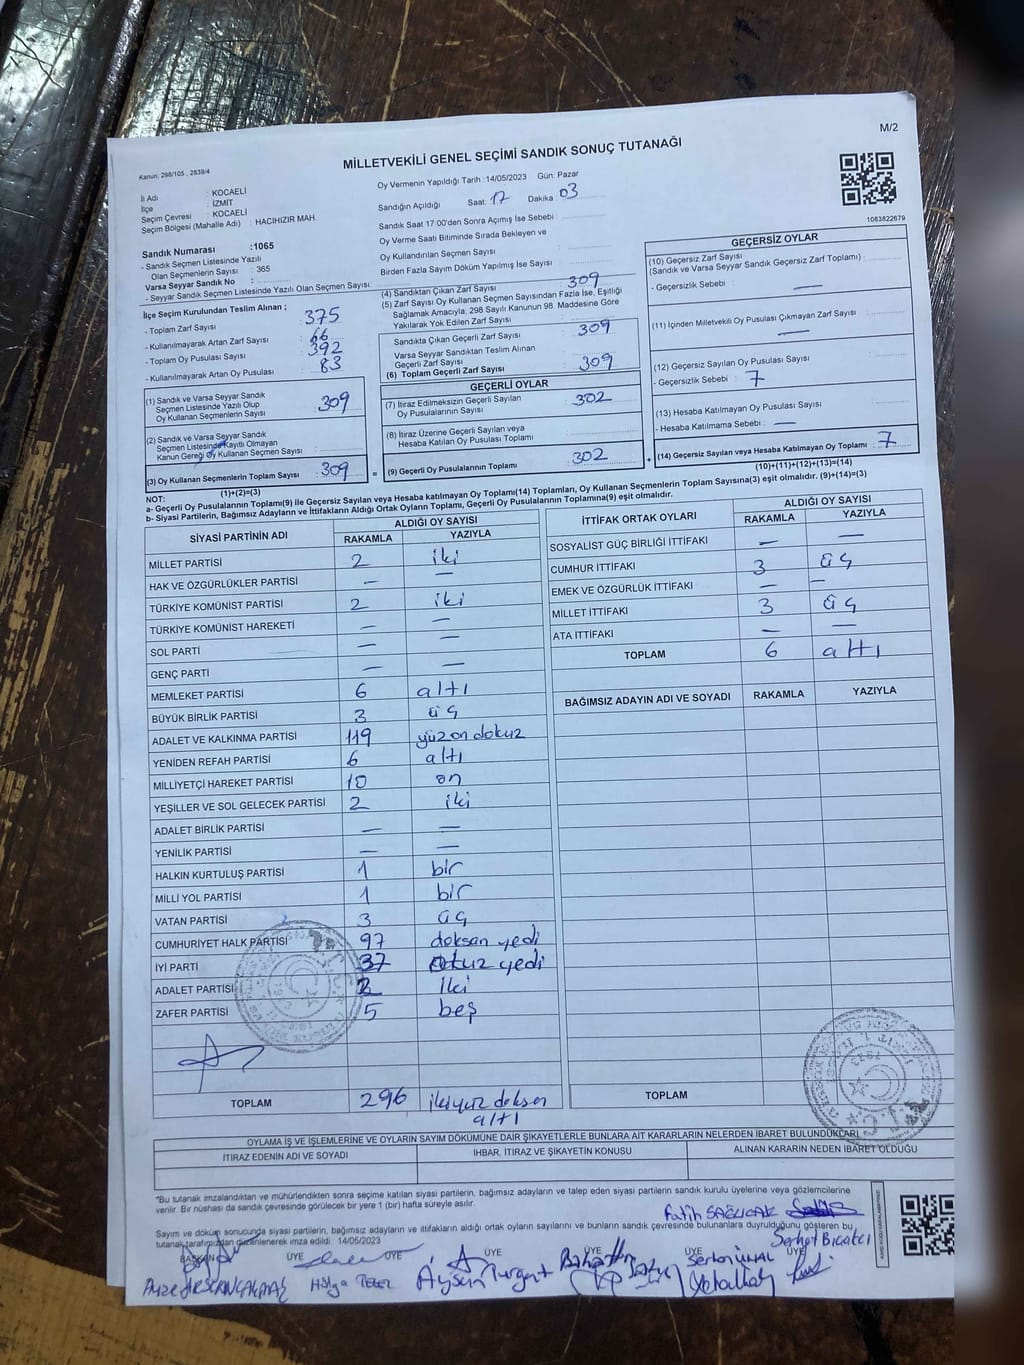 M/2
Kanun. 298/105 , 2839/4
MİLLETVEKİLİ GENEL SEÇİMİ SANDIK SONUÇ TUTANAĞI
İl Adı : KOCAELİ
İlçe : İZMİT
Seçim Çevresi : KOCAELİ
Seçim Bölgesi (Mahalle Adı) : HACIHIZIR MAH.
Sandık Numarası :1065
- Sandık Seçmen Listesinde Yazılı
Olan Seçmenlerin Sayısı : 365
Varsa Seyyar Sandık No :
- Seyyar Sandık Seçmen Listesinde Yazılı Olan Seçmen Sayısı:
Oy Vermenin Yapıldığı Tarih :14/05/2023 Gün: Pazar
Sandığın Açıldığı Saat: 17 Dakika : 03
Sandık Saat 17:00'den Sonra Açımış İse Sebebi :
Oy Verme Saati Bitiminde Sırada Bekleyen ve
Oy Kullandırılan Seçmen Sayısı
Birden Fazla Sayım Döküm Yapılmış İse Sayısı
1083822679
İlçe Seçim Kurulundan Teslim Alınan ;
- Toplam Zarf Sayısı 375
- Kullanılmayarak Artan Zarf Sayısı 66
- Toplam Oy Pusulası Sayısı 392
- Kullanılmayarak Artan Oy Pusulası 83
(1) Sandık ve Varsa Seyyar Sandık
Seçmen Listesinde Yazılı Olup
Oy Kullanan Seçmenlerin Sayısı 309
(2) Sandık ve Varsa Seyyar Sandık
Seçmen Listesinde Kayıtlı Olmayan
Kanun Gereği Oy Kullanan Seçmen Sayısı
(3) Oy Kullanan Seçmenlerin Toplam Sayısı 309
(1)+(2)=(3)
(4) Sandıktan Çıkan Zarf Sayısı 309
(5) Zarf Sayısı Oy Kullanan Seçmen Sayısından Fazla İse, Eşitliği
Sağlamak Amacıyla, 298 Sayılı Kanunun 98. Maddesine Göre
Yakılarak Yok Edilen Zarf Sayısı
Sandıkta Çıkan Geçerli Zarf Sayısı 309
Varsa Seyyar Sandıktan Teslim Alınan
Geçerli Zarf Sayısı
(6) Toplam Geçerli Zarf Sayısı 309
GEÇERLİ OYLAR
(7) İtiraz Edilmeksizin Geçerli Sayılan
Oy Pusulalarının Sayısı 302
(8) İtiraz Üzerine Geçerli Sayılan veya
Hesaba Katılan Oy Pusulası Toplamı
= (9) Geçerli Oy Pusulalarının Toplamı 302
GEÇERSİZ OYLAR
(10) Geçersiz Zarf Sayısı
(Sandık ve Varsa Seyyar Sandık Geçersiz Zarf Toplamı) :
- Geçersizlik Sebebi : —
(11) İçinden Milletvekili Oy Pusulası Çıkmayan Zarf Sayısı —
(12) Geçersiz Sayılan Oy Pusulası Sayısı
- Geçersizlik Sebebi : 7
(13) Hesaba Katılmayan Oy Pusulası Sayısı
- Hesaba Katılmama Sebebi : —
+ (14) Geçersiz Sayılan veya Hesaba Katılmayan Oy Toplamı : 7
(10)+(11)+(12)+(13)=(14)
NOT:
a- Geçerli Oy Pusulalarının Toplamı(9) ile Geçersiz Sayılan veya Hesaba katılmayan Oy Toplamı(14) Toplamları, Oy Kullanan Seçmenlerin Toplam Sayısına(3) eşit olmalıdır. (9)+(14)=(3)
b- Siyasi Partilerin, Bağımsız Adayların ve İttifakların Aldığı Ortak Oyların Toplamı, Geçerli Oy Pusulalarının Toplamına(9) eşit olmalıdır.
SİYASİ PARTİNİN ADI ALDIĞI OY SAYISI
RAKAMLA YAZIYLA
MİLLET PARTİSİ 2 iki
HAK VE ÖZGÜRLÜKLER PARTİSİ — —
TÜRKİYE KOMÜNİST PARTİSİ 2 iki
TÜRKİYE KOMÜNİST HAREKETİ — —
SOL PARTİ — —
GENÇ PARTİ — —
MEMLEKET PARTİSİ 6 altı
BÜYÜK BİRLİK PARTİSİ 3 üç
ADALET VE KALKINMA PARTİSİ 119 yüz on dokuz
YENİDEN REFAH PARTİSİ 6 altı
MİLLİYETÇİ HAREKET PARTİSİ 10 on
YEŞİLLER VE SOL GELECEK PARTİSİ 2 iki
ADALET BİRLİK PARTİSİ — —
YENİLİK PARTİSİ — —
HALKIN KURTULUŞ PARTİSİ 1 bir
MİLLİ YOL PARTİSİ 1 bir
VATAN PARTİSİ 3 üç
CUMHURİYET HALK PARTİSİ 97 doksan yedi
İYİ PARTİ 37 otuz yedi
ADALET PARTİSİ 2 iki
ZAFER PARTİSİ 5 beş
TOPLAM 296 ikiyüz doksan
altı
İTTİFAK ORTAK OYLARI ALDIĞI OY SAYISI
RAKAMLA YAZIYLA
SOSYALİST GÜÇ BİRLİĞİ İTTİFAKI — —
CUMHUR İTTİFAKI 3 üç
EMEK VE ÖZGÜRLÜK İTTİFAKI — —
MİLLET İTTİFAKI 3 üç
ATA İTTİFAKI — —
TOPLAM 6 altı
BAĞIMSIZ ADAYIN ADI VE SOYADI RAKAMLA YAZIYLA
TOPLAM
OYLAMA İŞ VE İŞLEMLERİNE VE OYLARIN SAYIM DÖKÜMÜNE DAİR ŞİKAYETLERLE BUNLARA AİT KARARLARIN NELERDEN İBARET BULUNDUKLARI
İTİRAZ EDENİN ADI VE SOYADI İHBAR, İTİRAZ VE ŞİKAYETİN KONUSU ALINAN KARARIN NEDEN İBARET OLDUĞU
"Bu tutanak imzalandıktan ve mühürlendikten sonra seçime katılan siyasi partilerin, bağımsız adayların ve talep eden siyasi partilerin sandık kurulu üyelerine veya gözlemcilerine
verilir. Bir nüshası da sandık çevresinde görülecek bir yere 1 (bir) hafta süreyle asılır.
Sayım ve döküm sonucunda siyasi partilerin, bağımsız adayların ve ittifakların aldığı ortak oyların sayılarını ve bunların sandık çevresinde bulunanlara duyrulduğunu gösteren bu
tutanak tarafımızdan düzenlenerek imza edildi. 14/05/2023
Fatih SAĞLICAK
Serhat Bıçakcı
BAŞKAN ÜYE ÜYE ÜYE ÜYE ÜYE ÜYE
Hülya
Aysun Turgut